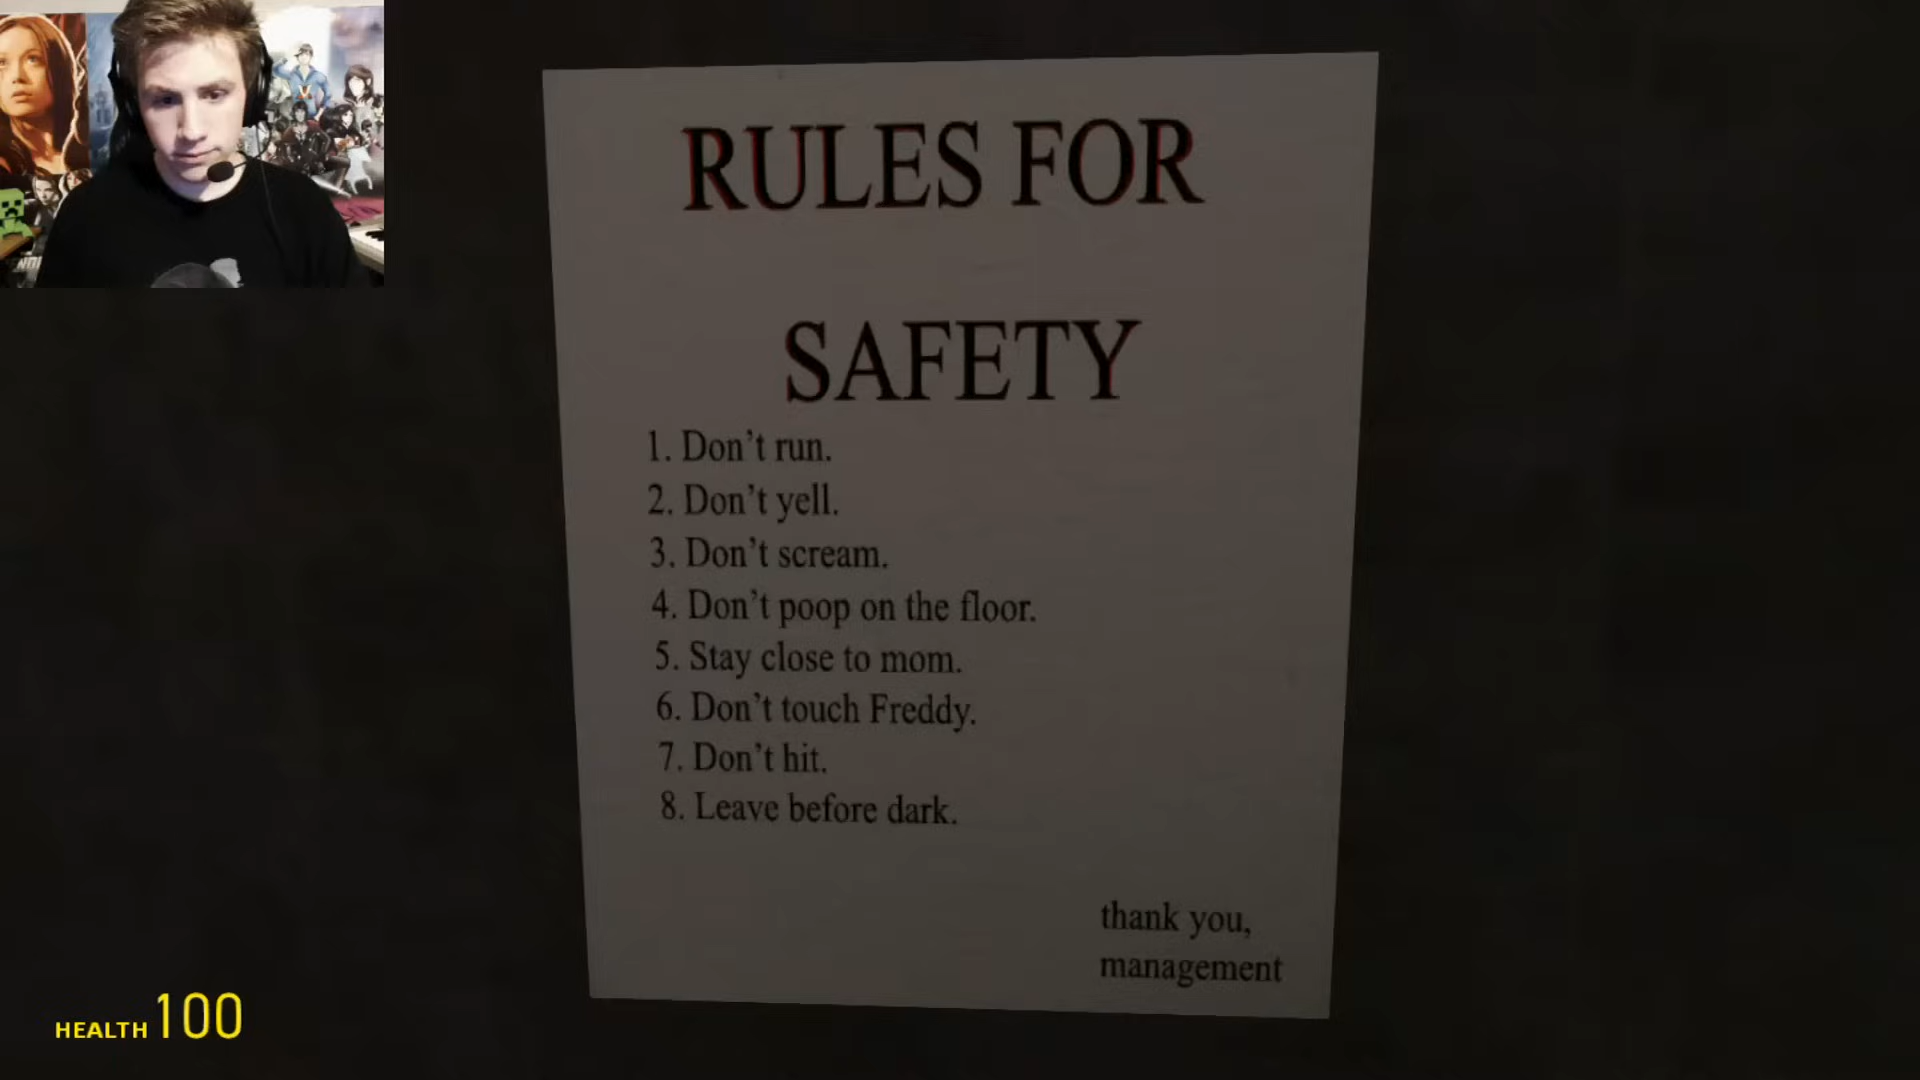 RULES FOR
SAFETY
1. Don't run.
2. Don't yell.
3. Don't scream.
4. Don't poop on the floor.
5. Stay close to mom.
6. Don't touch Freddy.
7. Don't hit.
8. Leave before dark.
thank you,
management
HEALTH 100